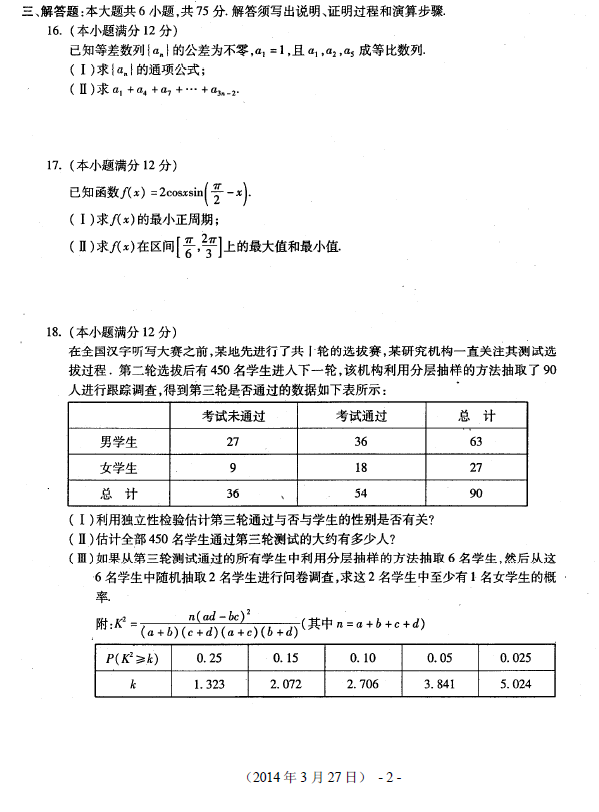 三、解答题:本大题共6小题,共75分.解答须写出说明、证明过程和演算步骤.
16.(本小题满分12分)
已知等差数列{aₙ}的公差为不零,a₁=1,且a₁,a₂,a₅成等比数列.
(Ⅰ)求{aₙ}的通项公式;
(Ⅱ)求a₁+a₄+a₇+⋯+a₃ₙ₋₂.
17.(本小题满分12分)
已知函数f(x)=2cosxsin(π/2-x).
(Ⅰ)求f(x)的最小正周期;
(Ⅱ)求f(x)在区间[π/6,2π/3]上的最大值和最小值.
18.(本小题满分12分)
在全国汉字听写大赛之前,某地先进行了共十轮的选拔赛,某研究机构一直关注其测试选
拔过程.第二轮选拔后有450名学生进入下一轮,该机构利用分层抽样的方法抽取了90
人进行跟踪调查,得到第三轮是否通过的数据如下表所示:
考试未通过 考试通过 总 计
男学生 27 36 63
女学生 9 18 27
总 计 36 54 90
(Ⅰ)利用独立性检验估计第三轮通过与否与学生的性别是否有关?
(Ⅱ)估计全部450名学生通过第三轮测试的大约有多少人?
(Ⅲ)如果从第三轮测试通过的所有学生中利用分层抽样的方法抽取6名学生,然后从这
6名学生中随机抽取2名学生进行问卷调查,求这2名学生中至少有1名女学生的概
率.
附:K²=n(ad-bc)²/(a+b)(c+d)(a+c)(b+d)(其中n=a+b+c+d)
P(K²≥k) 0.25 0.15 0.10 0.05 0.025
k 1.323 2.072 2.706 3.841 5.024
(2014年3月27日) -2-